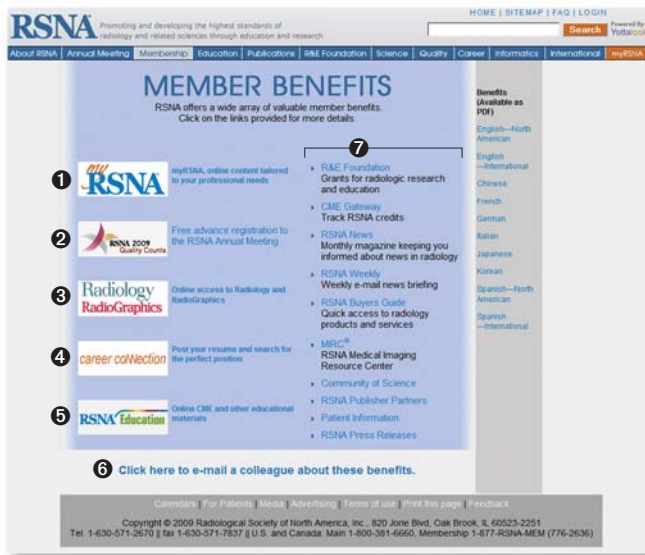 HOME | SITEMAP | FAQ | LOGIN
RSNA Promoting and developing the highest standards of
radiology and related sciences through education and research
Search
Powered By
Yottalook
About RSNA | Annual Meeting | Membership | Education | Publications | R&E Foundation | Science | Quality | Career | Informatics | International | myRSNA
MEMBER BENEFITS
RSNA offers a wide array of valuable member benefits.
Click on the links provided for more details.
1
my RSNA
myRSNA, online content tailored
to your professional needs
2
RSNA 2009
Quality Counts
Free advance registration to
the RSNA Annual Meeting
3
Radiology
RadioGraphics
Online access to Radiology and
RadioGraphics
4
career coNNection
Post your resume and search for
the perfect position
5
RSNA Education
Online CME and other educational
materials
7
R&E Foundation
Grants for radiologic research
and education
CME Gateway
Track RSNA credits
RSNA News
Monthly magazine keeping you
informed about news in radiology
RSNA Weekly
Weekly e-mail news briefing
RSNA Buyers Guide
Quick access to radiology
products and services
MIRC®
RSNA Medical Imaging
Resource Center
Community of Science
RSNA Publisher Partners
Patient Information
RSNA Press Releases
Benefits
(Available as
PDF)
English—North
American
English
—International
Chinese
French
German
Italian
Japanese
Korean
Spanish—North
American
Spanish
—International
6 Click here to e-mail a colleague about these benefits.
Calendars | For Patients | Media | Advertising | Terms of use | Print this page | Feedback
Copyright © 2009 Radiological Society of North America, Inc., 820 Jorie Blvd, Oak Brook, IL 60523-2251
Tel. 1-630-571-2670 || fax 1-630-571-7837 || U.S. and Canada: Main 1-800-381-6660, Membership 1-877-RSNA-MEM (776-2636)